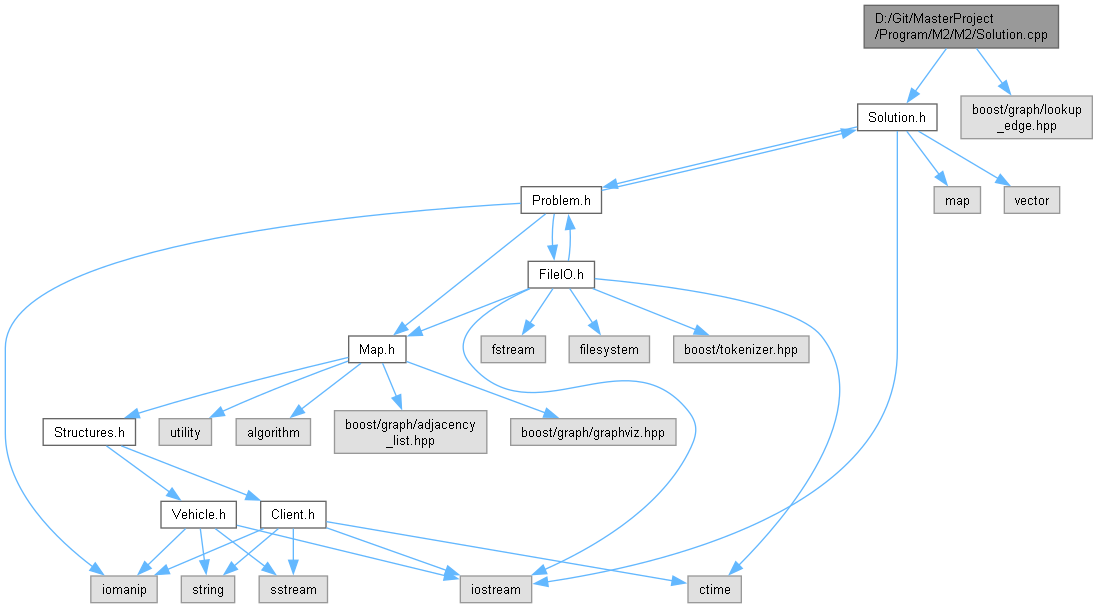 D:/Git/MasterProject
/Program/M2/M2/Solution.cpp
Solution.h
boost/graph/lookup
_edge.hpp
Problem.h
map
vector
FileIO.h
Map.h
fstream
filesystem
boost/tokenizer.hpp
Structures.h
utility
algorithm
boost/graph/adjacency
_list.hpp
boost/graph/graphviz.hpp
Vehicle.h
Client.h
iomanip
string
sstream
iostream
ctime